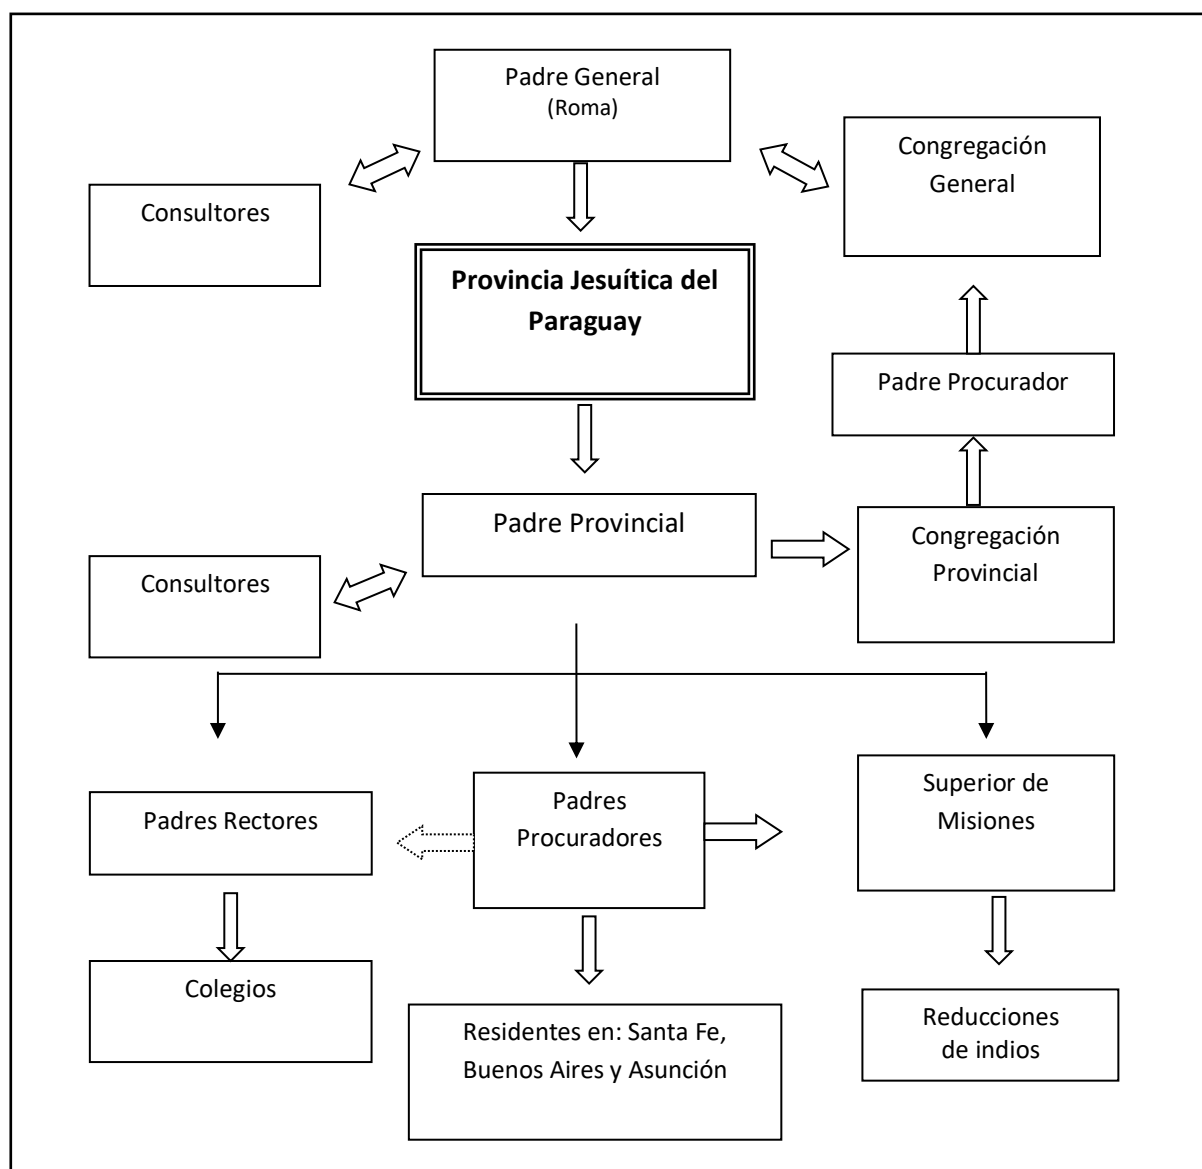 Padre General
(Roma)
Congregación
General
Consultores
Provincia Jesuítica del
Paraguay
Padre Procurador
Padre Provincial
Congregación
Provincial
Consultores
Padres Rectores
Padres
Procuradores
Superior de
Misiones
Colegios
Residentes en: Santa Fe,
Buenos Aires y Asunción
Reducciones
de indios